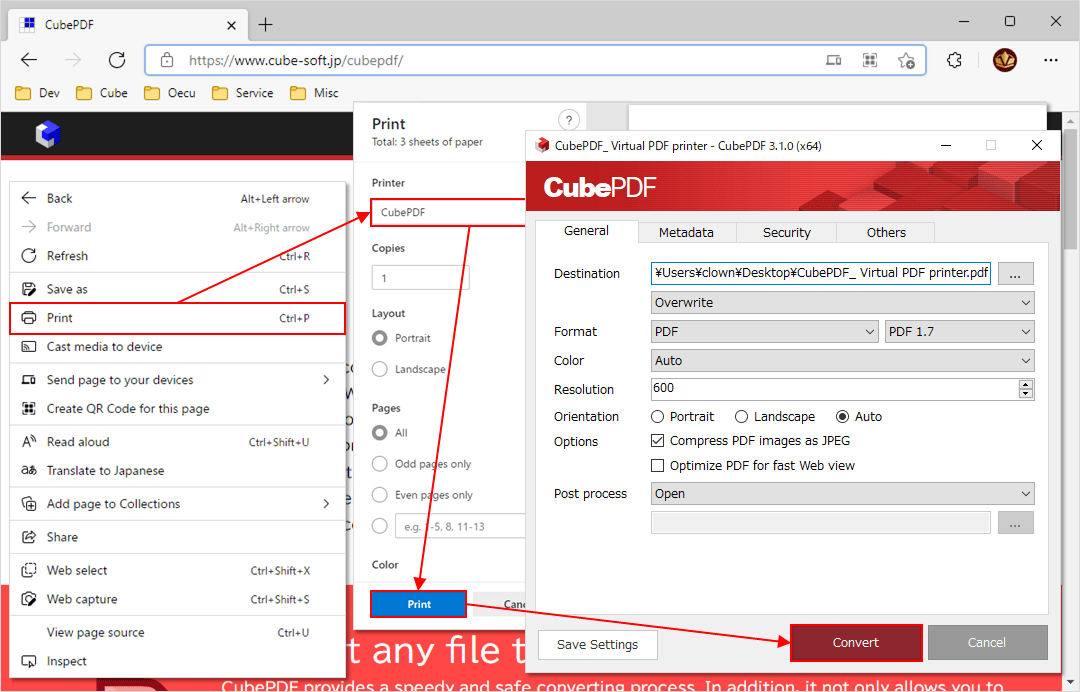 CubePDF
https://www.cube-soft.jp/cubepdf/
Dev Cube Oecu Service Misc
Back Alt+Left arrow
Forward Alt+Right arrow
Refresh Ctrl+R
Save as Ctrl+S
Print Ctrl+P
Cast media to device
Send page to your devices
Create QR Code for this page
Read aloud Ctrl+Shift+U
Translate to Japanese
Add page to Collections
Share
Web select Ctrl+Shift+X
Web capture Ctrl+Shift+S
View page source Ctrl+U
Inspect
Print
?
Total: 3 sheets of paper
Printer
CubePDF
Copies
1
Layout
Portrait
Landscape
Pages
All
Odd pages only
Even pages only
e.g. 1-5, 8, 11-13
Color
Print
CubePDF_ Virtual PDF printer - CubePDF 3.1.0 (x64)
CubePDF
General Metadata Security Others
Destination ¥Users¥clown¥Desktop¥CubePDF_ Virtual PDF printer.pdf ...
Overwrite
Format PDF PDF 1.7
Color Auto
Resolution 600
Orientation Portrait Landscape Auto
Options Compress PDF images as JPEG
Optimize PDF for fast Web view
Post process Open
...
Save Settings Convert Cancel
t any file t
CubePDF provides a speedy and safe converting process. In addition, it not only allows you to